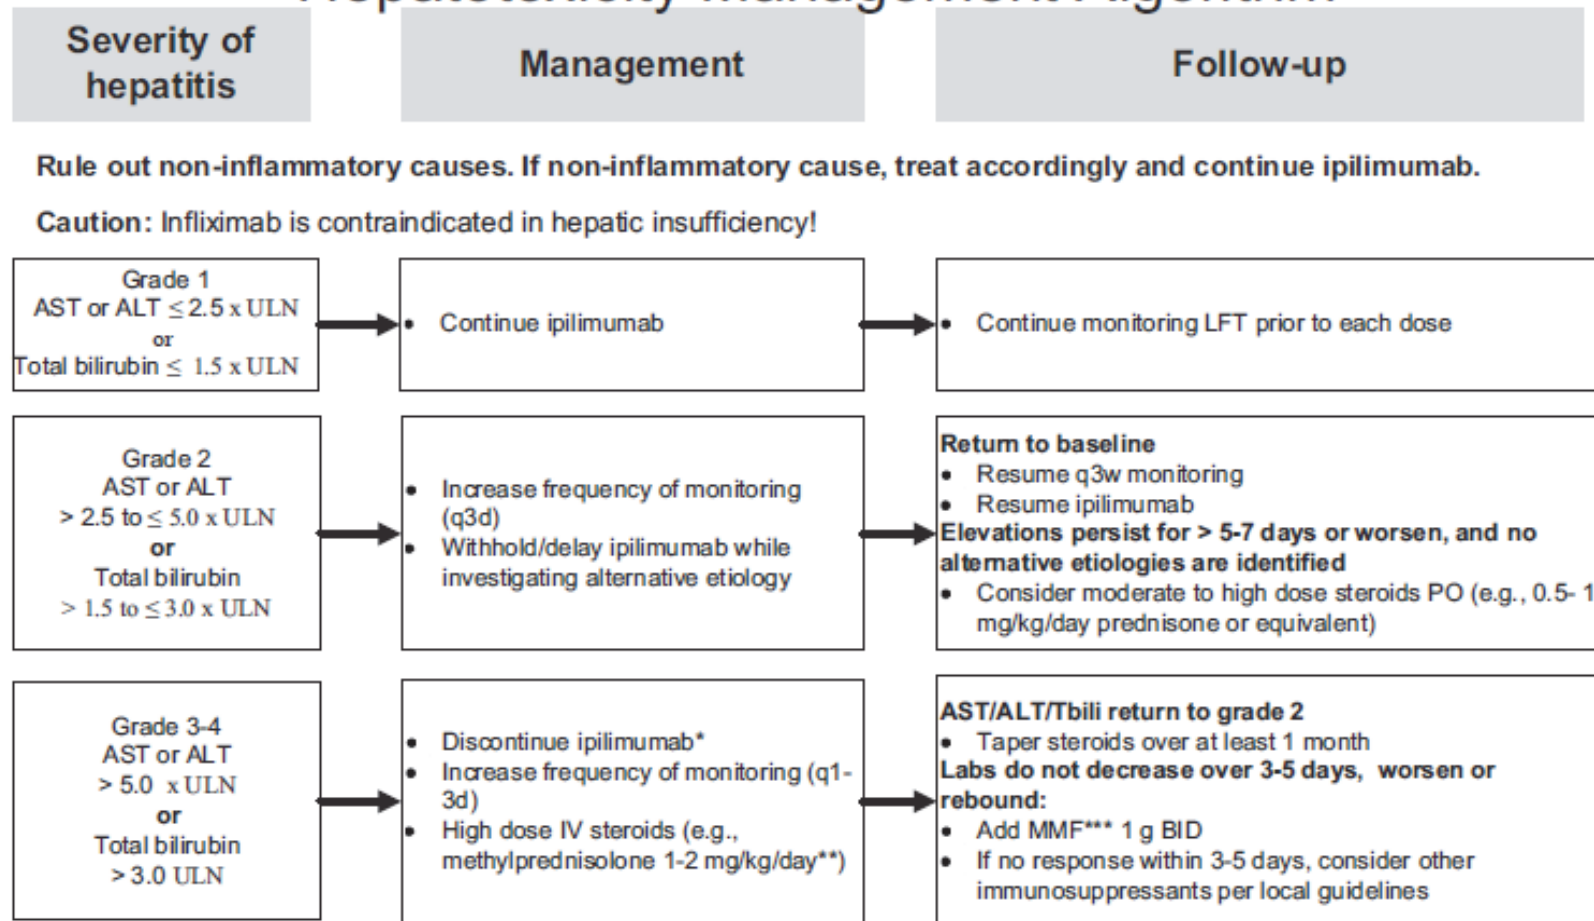 Hepatotoxicity Management Algorithm
Severity of
hepatitis
Management
Follow-up
Rule out non-inflammatory causes. If non-inflammatory cause, treat accordingly and continue ipilimumab.
Caution: Infliximab is contraindicated in hepatic insufficiency!
Grade 1
AST or ALT ≤ 2.5 x ULN
or
Total bilirubin ≤ 1.5 x ULN
• Continue ipilimumab
• Continue monitoring LFT prior to each dose
Grade 2
AST or ALT
> 2.5 to ≤ 5.0 x ULN
or
Total bilirubin
> 1.5 to ≤ 3.0 x ULN
• Increase frequency of monitoring
(q3d)
• Withhold/delay ipilimumab while
investigating alternative etiology
Return to baseline
• Resume q3w monitoring
• Resume ipilimumab
Elevations persist for > 5-7 days or worsen, and no
alternative etiologies are identified
• Consider moderate to high dose steroids PO (e.g., 0.5- 1
mg/kg/day prednisone or equivalent)
Grade 3-4
AST or ALT
> 5.0 x ULN
or
Total bilirubin
> 3.0 ULN
• Discontinue ipilimumab*
• Increase frequency of monitoring (q1-
3d)
• High dose IV steroids (e.g.,
methylprednisolone 1-2 mg/kg/day**)
AST/ALT/Tbili return to grade 2
• Taper steroids over at least 1 month
Labs do not decrease over 3-5 days, worsen or
rebound:
• Add MMF*** 1 g BID
• If no response within 3-5 days, consider other
immunosuppressants per local guidelines